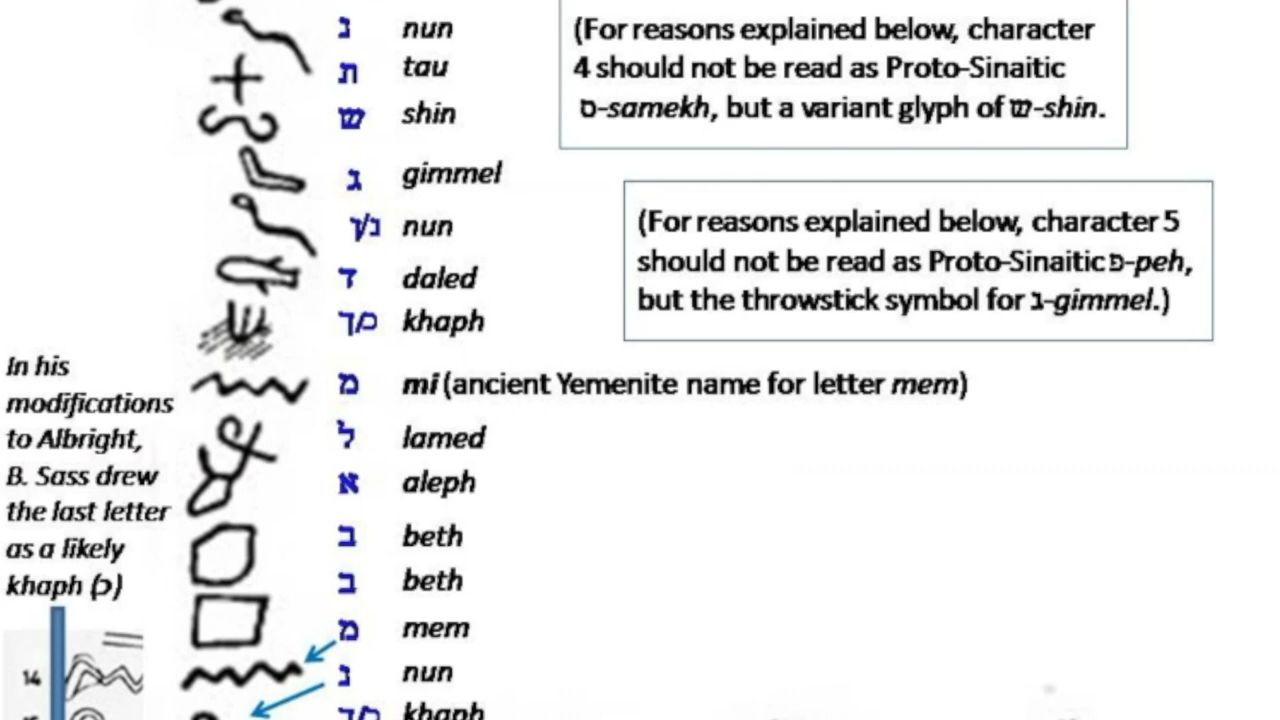 נ nun
ת tau
ש shin
ג gimmel
נ/ן nun
ד daled
כ/ך khaph
מ mi (ancient Yemenite name for letter mem)
ל lamed
א aleph
ב beth
ב beth
מ mem
נ nun
כ/ך khaph
(For reasons explained below, character
4 should not be read as Proto-Sinaitic
ס-samekh, but a variant glyph of ש-shin.
(For reasons explained below, character 5
should not be read as Proto-Sinaitic פ-peh,
but the throwstick symbol for ג-gimmel.)
In his
modifications
to Albright,
B. Sass drew
the last letter
as a likely
khaph (כ)
14